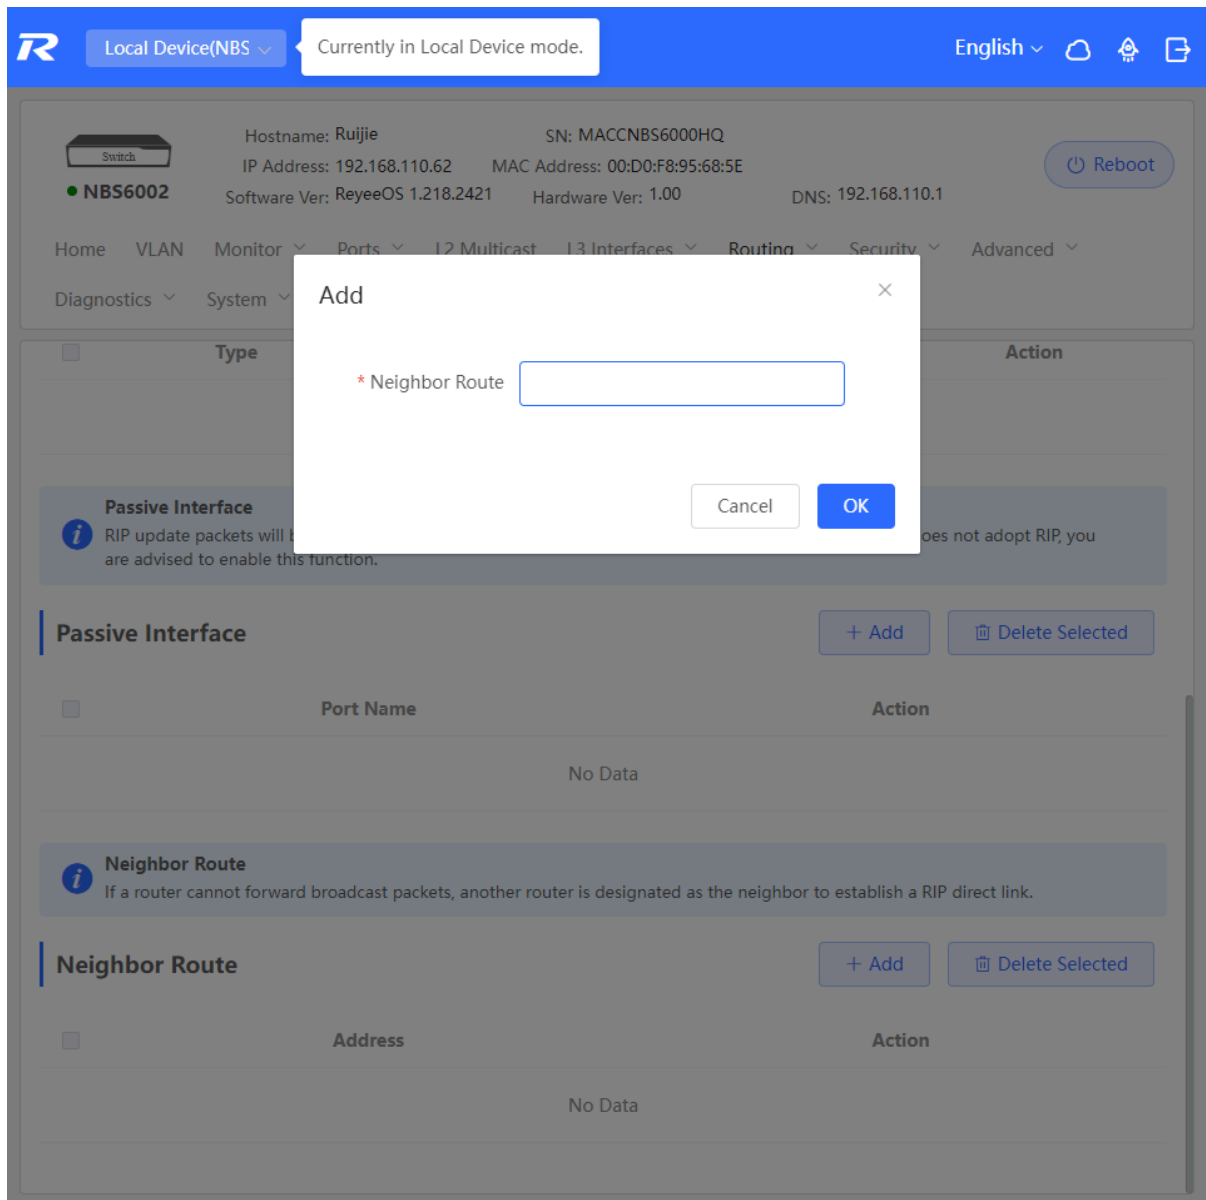 Local Device(NBS
Currently in Local Device mode.
English
Switch
NBS6002
Hostname: Ruijie
SN: MACCNBS6000HQ
IP Address: 192.168.110.62
MAC Address: 00:D0:F8:95:68:5E
Software Ver: ReyeeOS 1.218.2421
Hardware Ver: 1.00
DNS: 192.168.110.1
Reboot
Home VLAN Monitor Ports L2 Multicast L3 Interfaces Routing Security Advanced
Diagnostics System
Add
* Neighbor Route
Cancel OK
Type Action
Passive Interface
RIP update packets will oes not adopt RIP, you
are advised to enable this function.
Passive Interface
+ Add Delete Selected
Port Name Action
No Data
Neighbor Route
If a router cannot forward broadcast packets, another router is designated as the neighbor to establish a RIP direct link.
Neighbor Route
+ Add Delete Selected
Address Action
No Data